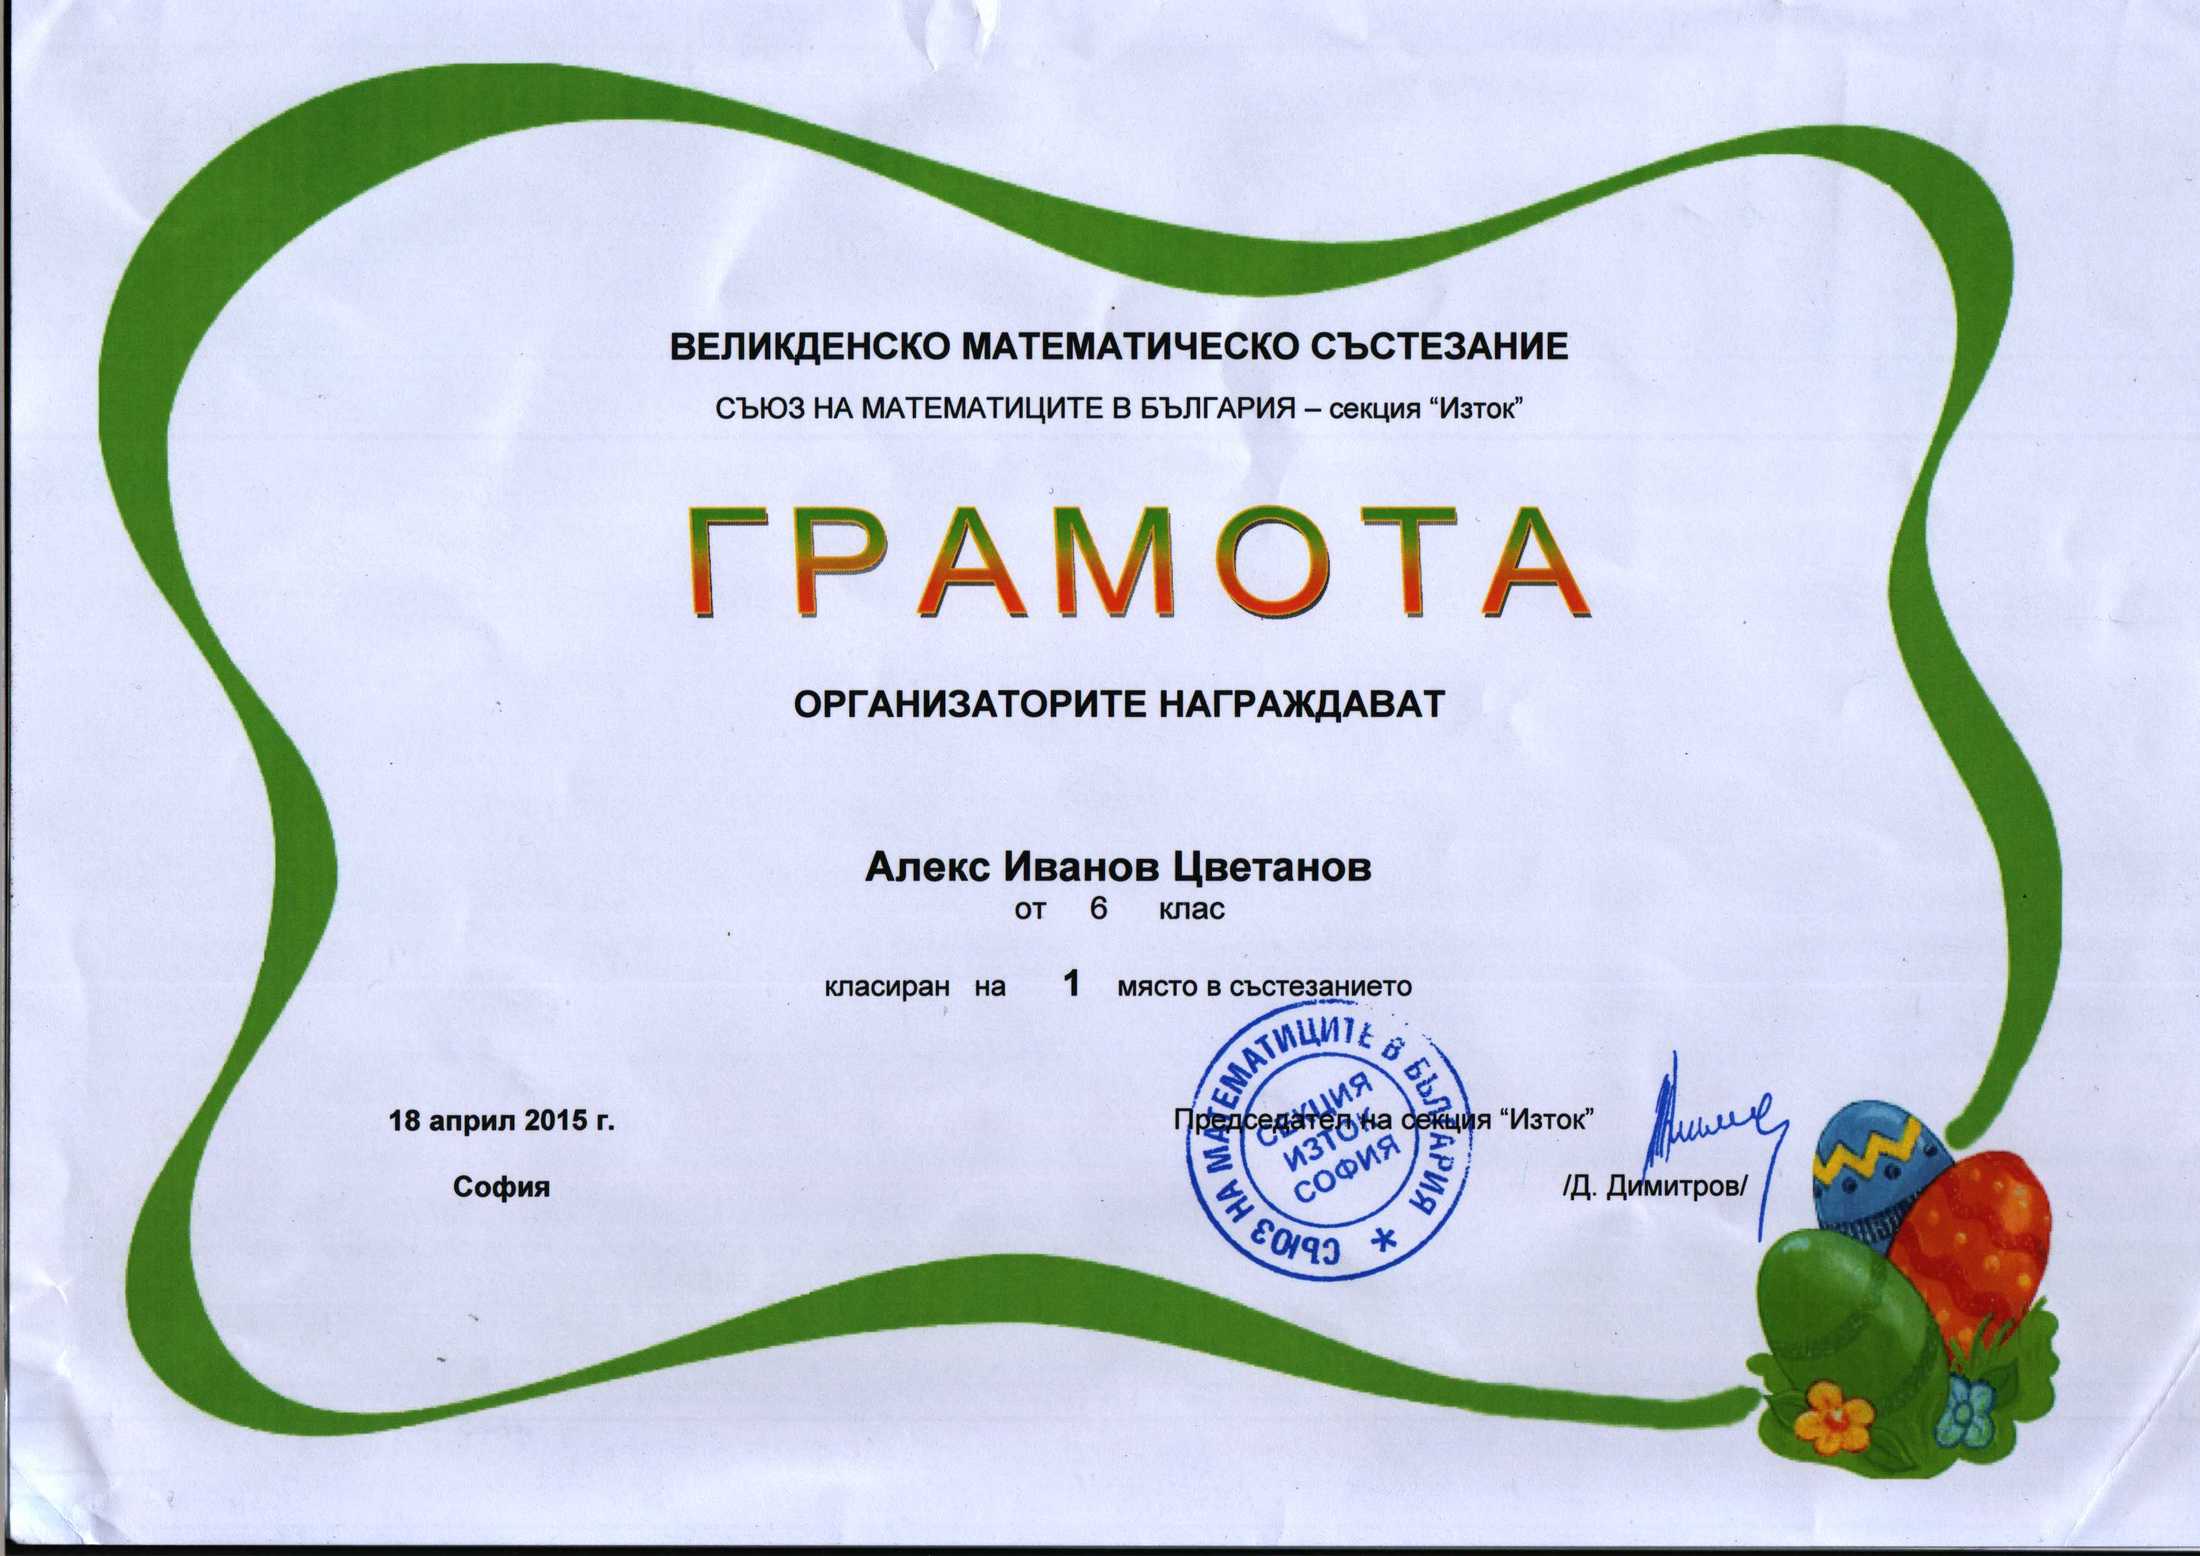 ВЕЛИКДЕНСКО МАТЕМАТИЧЕСКО СЪСТЕЗАНИЕ
СЪЮЗ НА МАТЕМАТИЦИТЕ В БЪЛГАРИЯ – секция “Изток”
ГРАМОТА
ОРГАНИЗАТОРИТЕ НАГРАЖДАВАТ
Алекс Иванов Цветанов
от 6 клас
класиран на 1 място в състезанието
18 април 2015 г.
София
Председател на секция “Изток”
/Д. Димитров/
СЪЮЗ НА МАТЕМАТИЦИТЕ В БЪЛГАРИЯ *
СЕКЦИЯ
ИЗТОК
СОФИЯ